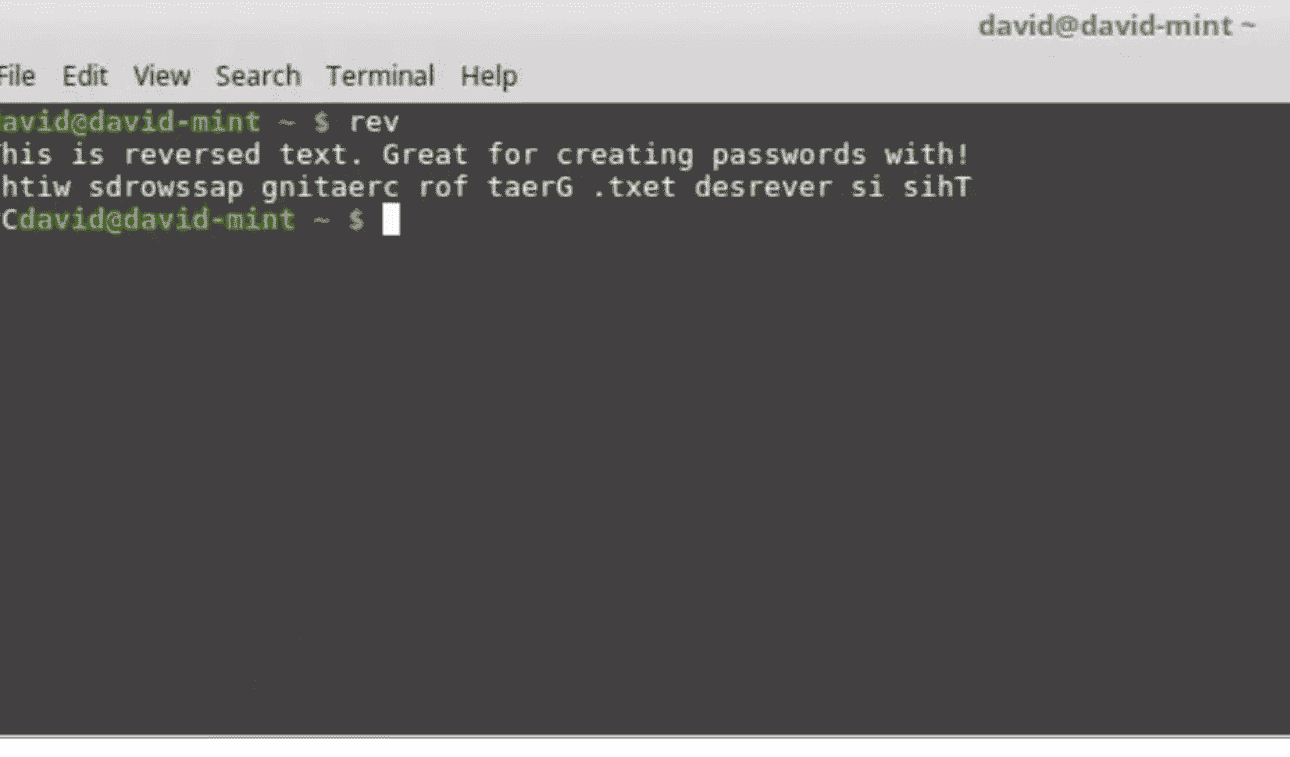 david@david-mint ~
File Edit View Search Terminal Help
avid@david-mint ~ $ rev
his is reversed text. Great for creating passwords with!
htiw sdrowssap gnitaerc rof taerG .txet desrever si sihT
Cdavid@david-mint ~ $